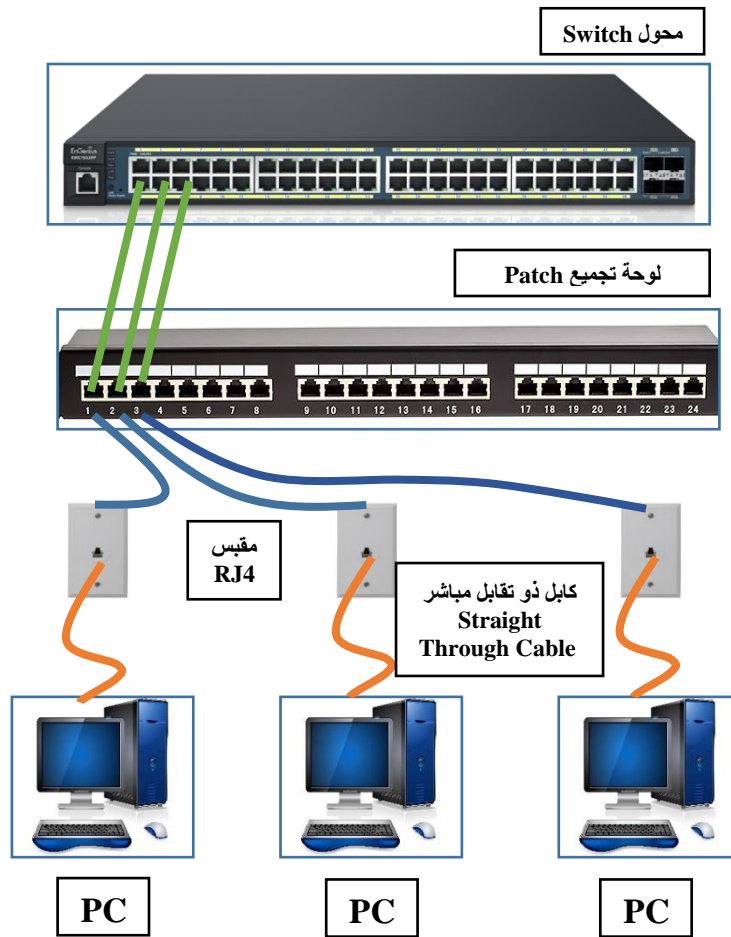 محول Switch
EnGenius
لوحة تجميع Patch
1 2 3 4 5 6 7 8 9 10 11 12 13 14 15 16 17 18 19 20 21 22 23 24
مقبس
RJ4
كابل ذو تقابل مباشر
Straight
Through Cable
PC PC PC